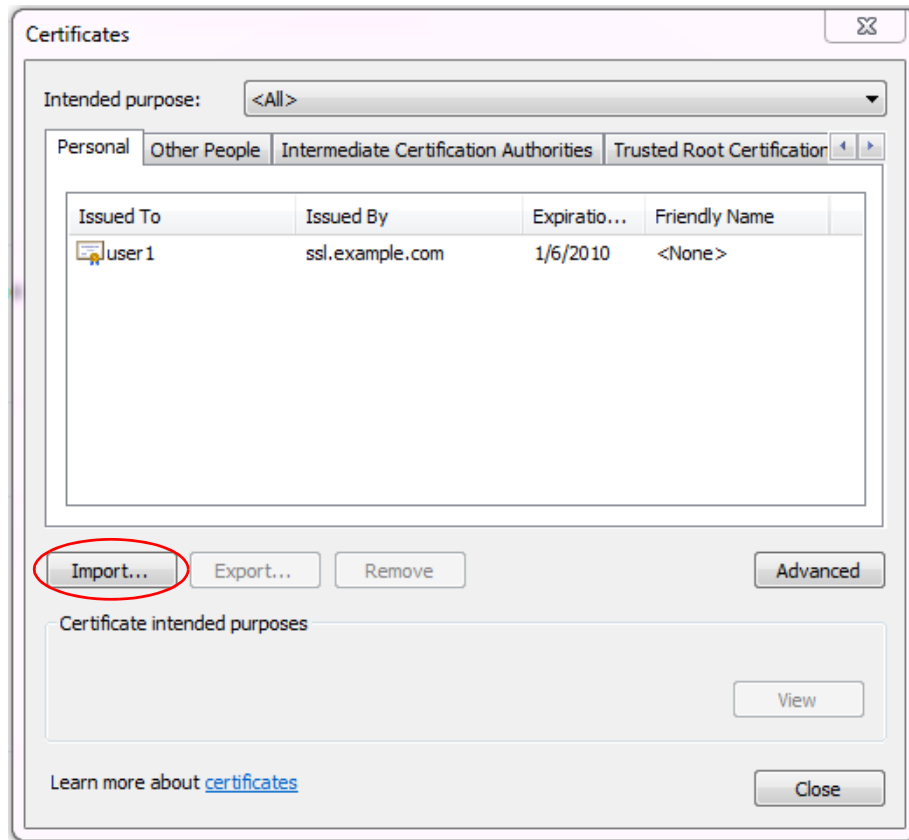 Certificates
Intended purpose: <All>
Personal Other People Intermediate Certification Authorities Trusted Root Certification
Issued To Issued By Expiratio... Friendly Name
user1 ssl.example.com 1/6/2010 <None>
Import... Export... Remove Advanced
Certificate intended purposes
View
Learn more about certificates
Close